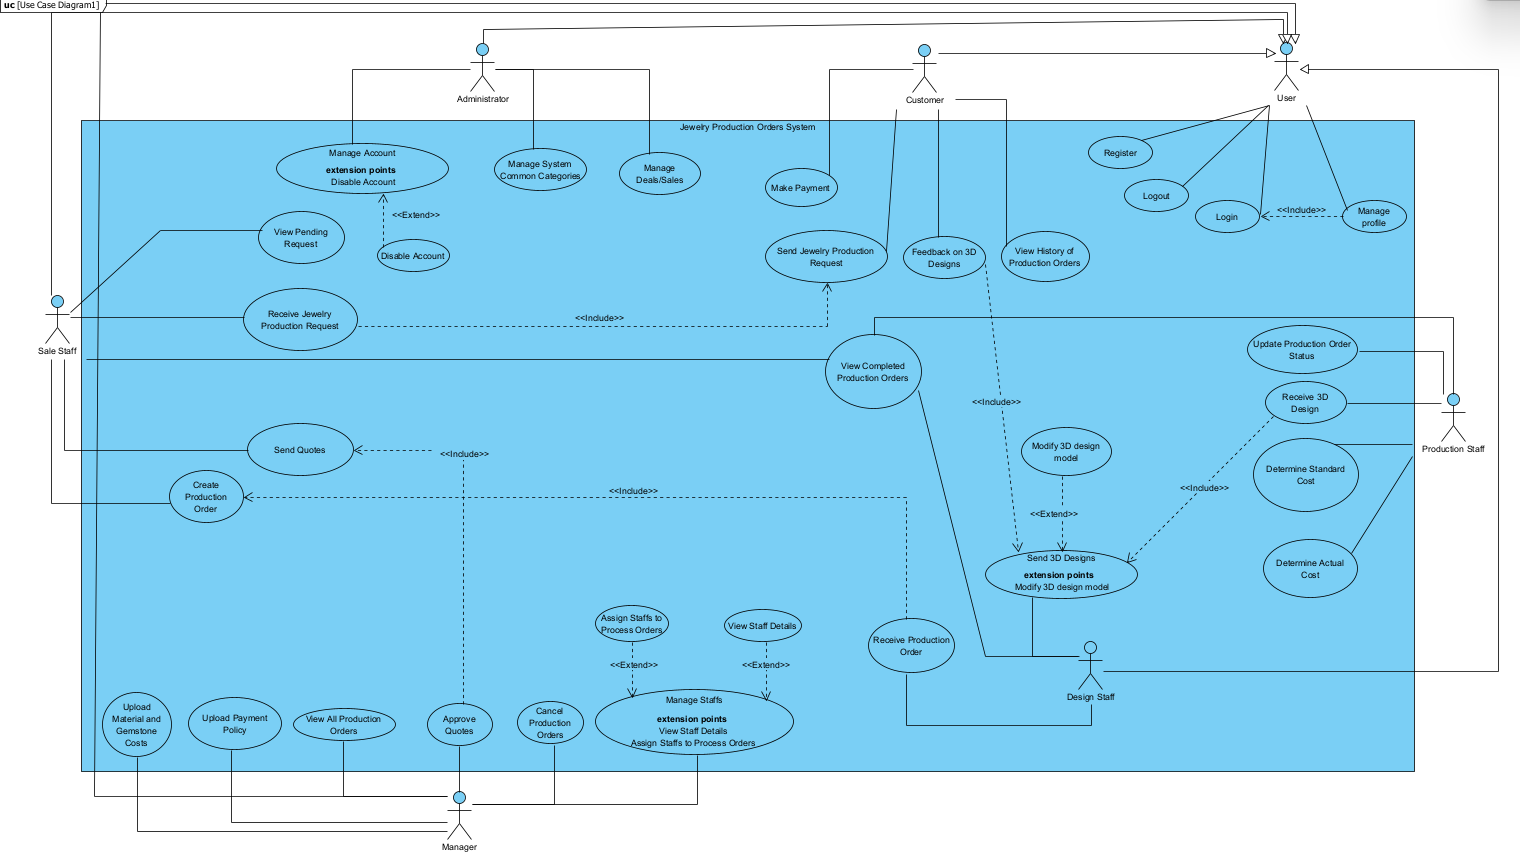 uc [Use Case Diagram1]
Administrator
Customer
User
Jewelry Production Orders System
Manage Account
extension points
Disable Account
Manage System
Common Categories
Manage
Deals/Sales
Make Payment
Register
Logout
Login
<<Include>>
Manage
profile
<<Extend>>
View Pending
Request
Disable Account
Send Jewelry Production
Request
Feedback on 3D
Designs
View History of
Production Orders
Receive Jewelry
Production Request
<<Include>>
Sale Staff
View Completed
Production Orders
Update Production Order
Status
Receive 3D
Design
<<Include>>
Production Staff
Send Quotes
<<Include>>
Modify 3D design
model
Determine Standard
Cost
Create
Production
Order
<<Include>>
<<Include>>
<<Extend>>
Send 3D Designs
extension points
Modify 3D design model
Determine Actual
Cost
Assign Staffs to
Process Orders
View Staff Details
Receive Production
Order
<<Extend>>
<<Extend>>
Design Staff
Upload
Material and
Gemstone
Costs
Upload Payment
Policy
View All Production
Orders
Approve
Quotes
Cancel
Production
Orders
Manage Staffs
extension points
View Staff Details
Assign Staffs to Process Orders
Manager